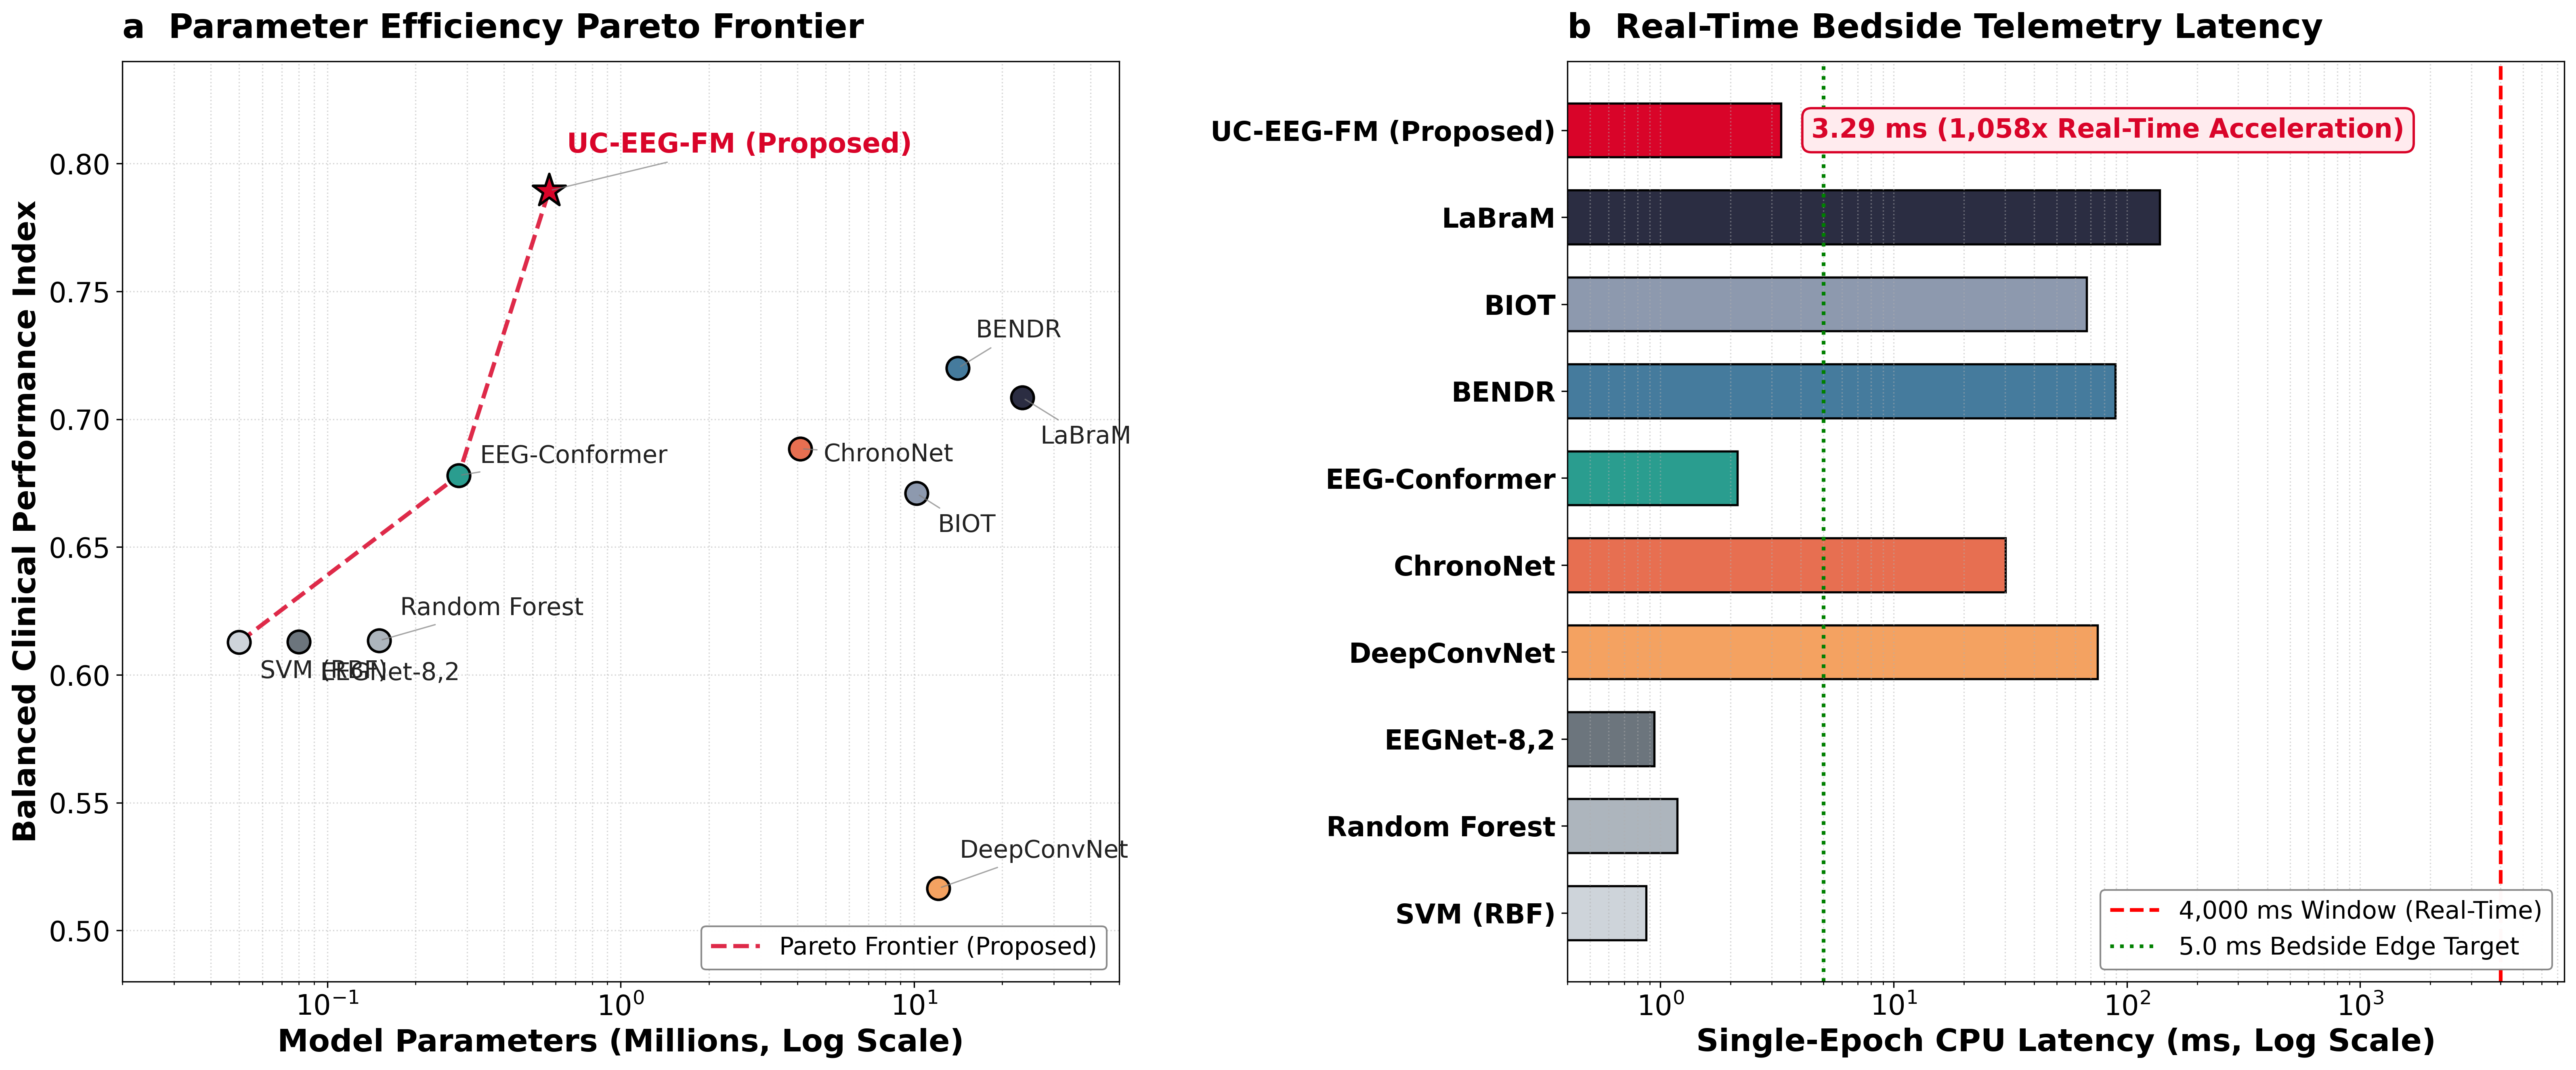 a Parameter Efficiency Pareto Frontier
Balanced Clinical Performance Index
0.80
0.75
0.70
0.65
0.60
0.55
0.50
UC-EEG-FM (Proposed)
BENDR
LaBraM
EEG-Conformer
ChronoNet
BIOT
Random Forest
SVM (RBF)
EEGNet-8,2
DeepConvNet
Pareto Frontier (Proposed)
10⁻¹ 10⁰ 10¹
Model Parameters (Millions, Log Scale)
b Real-Time Bedside Telemetry Latency
UC-EEG-FM (Proposed)
3.29 ms (1,058x Real-Time Acceleration)
LaBraM
BIOT
BENDR
EEG-Conformer
ChronoNet
DeepConvNet
EEGNet-8,2
Random Forest
SVM (RBF)
4,000 ms Window (Real-Time)
5.0 ms Bedside Edge Target
10⁰ 10¹ 10² 10³
Single-Epoch CPU Latency (ms, Log Scale)